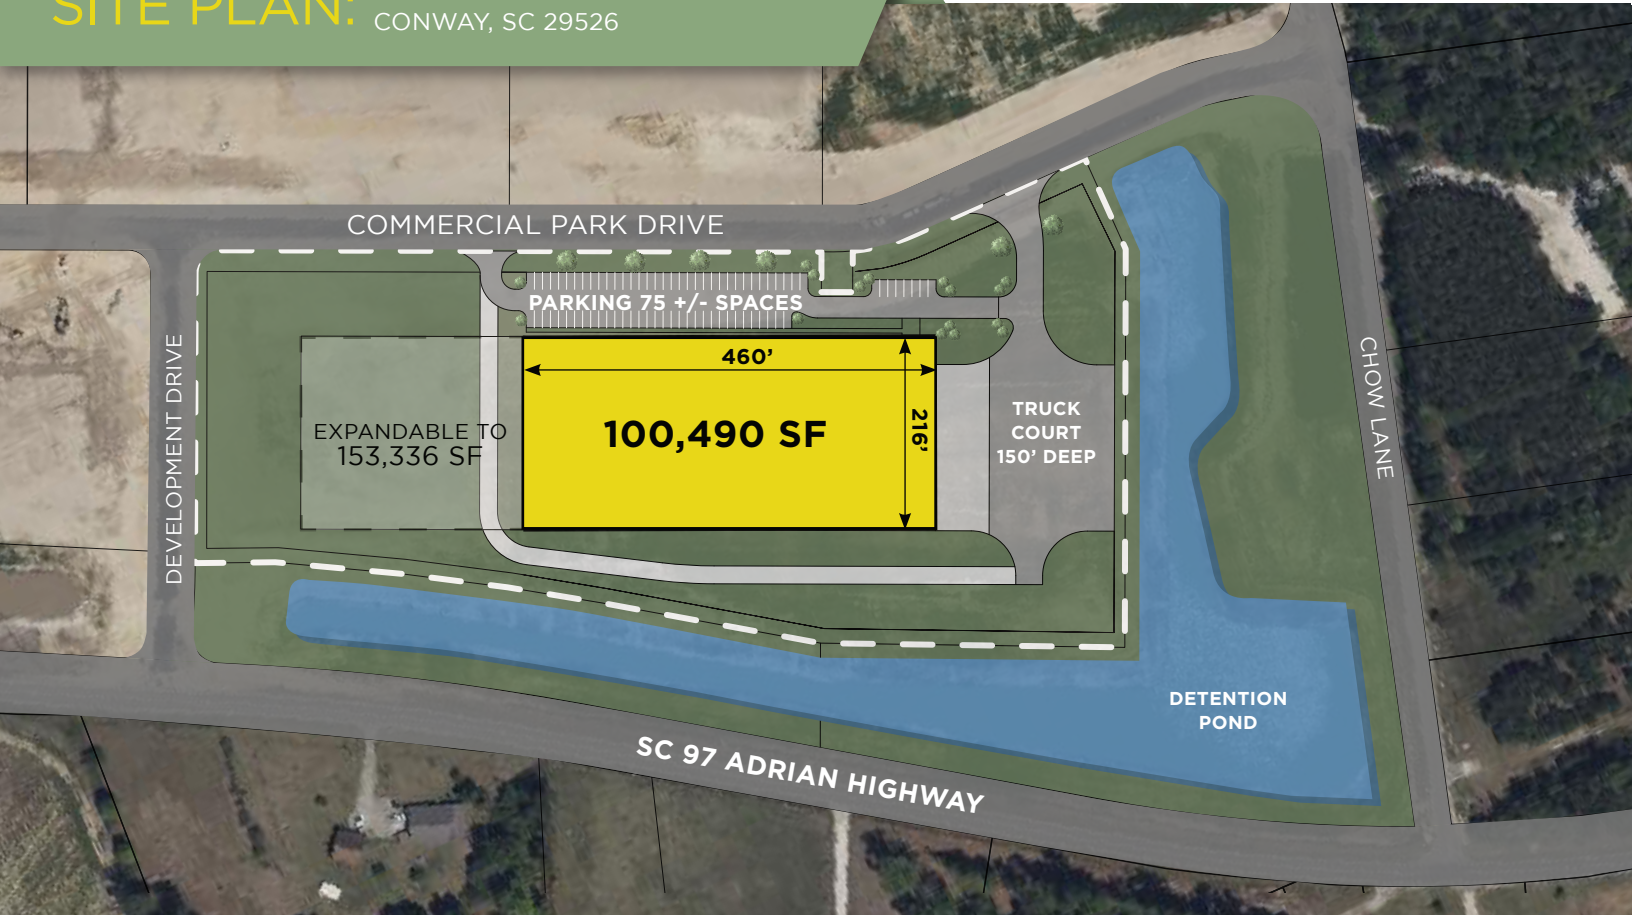 SITE PLAN:
CONWAY, SC 29526
COMMERCIAL PARK DRIVE
PARKING 75 +/- SPACES
460’
216’
100,490 SF
EXPANDABLE TO
153,336 SF
TRUCK
COURT
150’ DEEP
DEVELOPMENT DRIVE
CHOW LANE
DETENTION
POND
SC 97 ADRIAN HIGHWAY